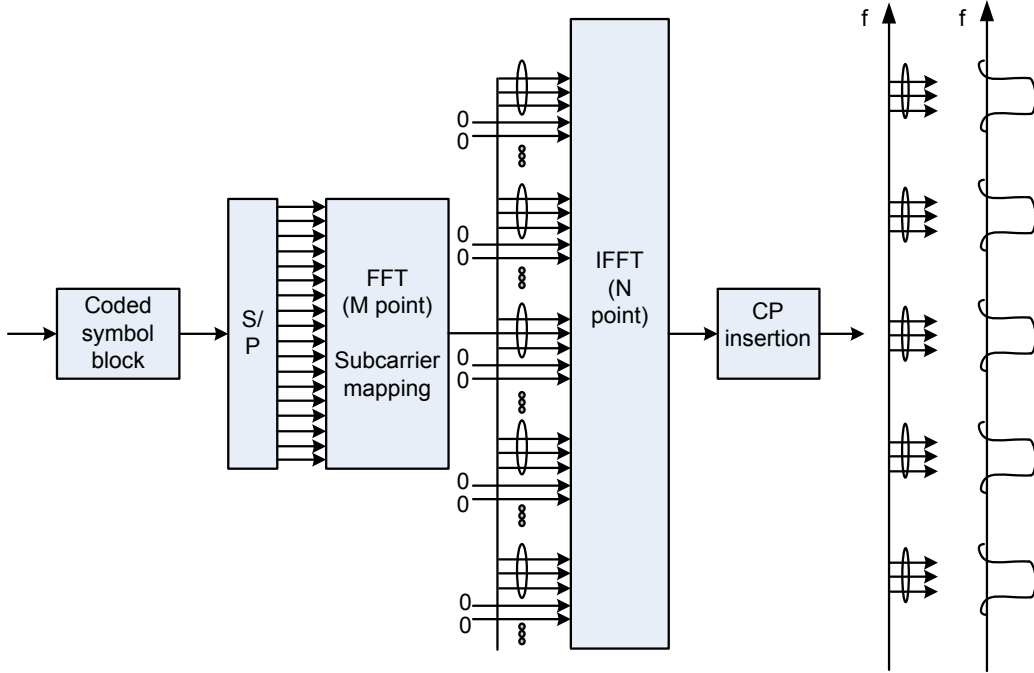 f
f
0
0
0
0
Coded
symbol
block
S/
P
FFT
(M point)
Subcarrier
mapping
IFFT
(N
point)
CP
insertion
0
0
0
0
0
0